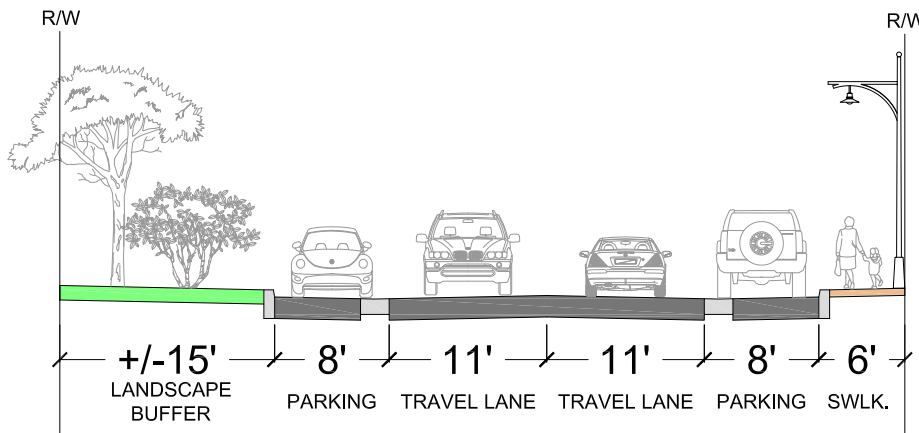 R/W
R/W
+/-15' 8' 11' 11' 8' 6'
LANDSCAPE
BUFFER
PARKING TRAVEL LANE TRAVEL LANE PARKING SWLK.